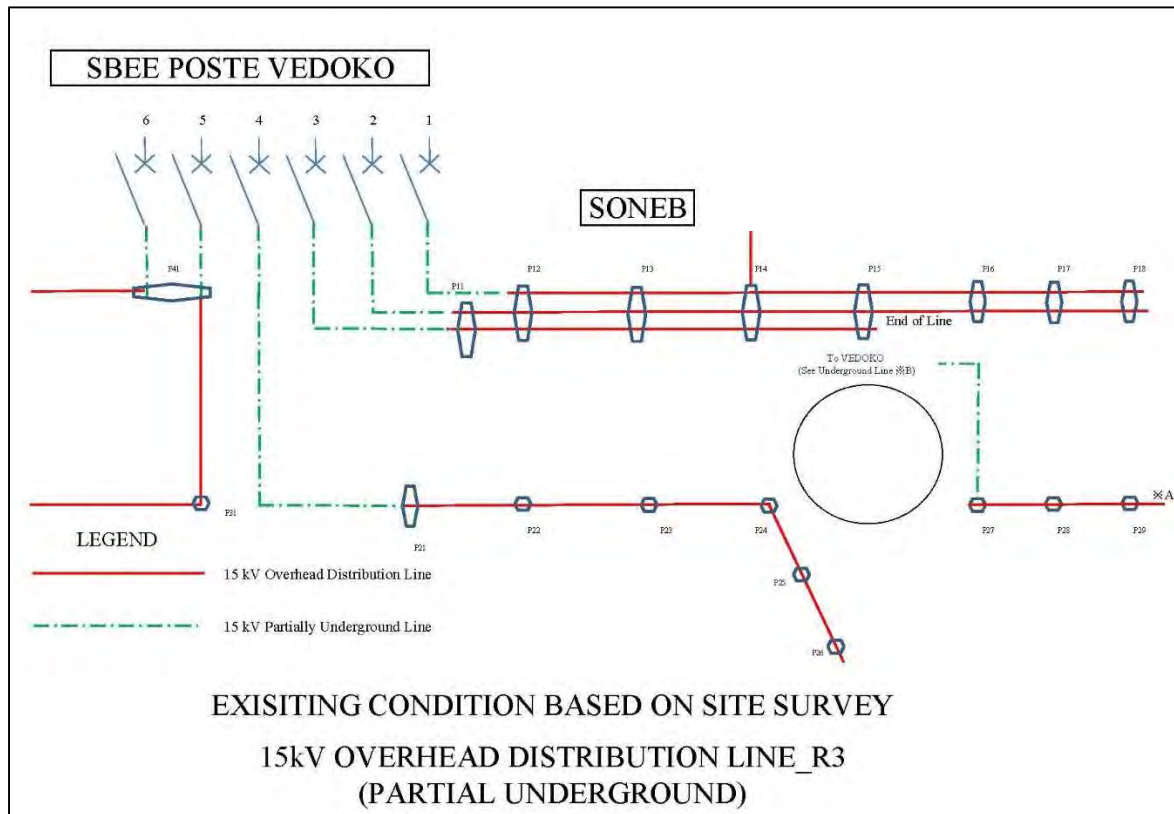 SBEE POSTE VEDOKO
6 5 4 3 2 1
SONEB
P41
P11
P12
P13
P14
P15
P16
P17
P18
End of Line
To VEDOKO
(See Underground Line ※B)
※A
P31
P21
P22
P23
P24
P25
P26
P27
P28
P29
LEGEND
15 kV Overhead Distribution Line
15 kV Partially Underground Line
EXISITING CONDITION BASED ON SITE SURVEY
15kV OVERHEAD DISTRIBUTION LINE_R3
(PARTIAL UNDERGROUND)